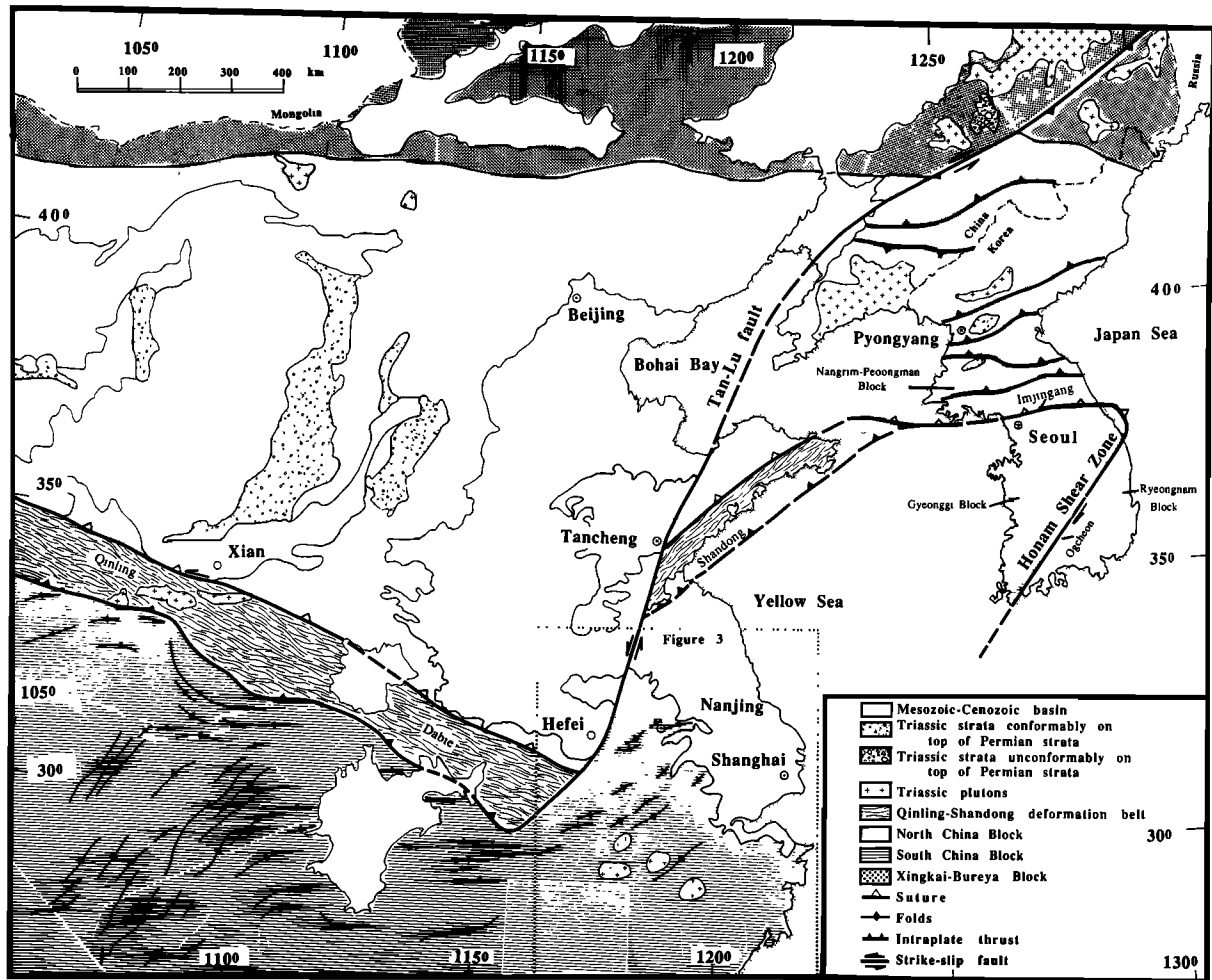 105⁰
110⁰
115⁰
120⁰
125⁰
0 100 200 300 400
km
Mongolia
Russia
40⁰
China
Korea
40⁰
Beijing
Bohai Bay
Tan-Lu fault
Pyongyang
Japan Sea
Nangrim-Peoongman
Block
Imjingang
Seoul
35⁰
Xian
Qinling
Tancheng
Shandong
Gyeonggi Block
Honam Shear Zone
Ryeongnam
Block
Ogcheon
35⁰
Yellow Sea
Figure 3
105⁰
Nanjing
Hefei
Dabie
Shanghai
30⁰
Mesozoic-Cenozoic basin
Triassic strata conformably on
top of Permian strata
Triassic strata unconformably on
top of Permian strata
Triassic plutons
Qinling-Shandong deformation belt
North China Block
30⁰
South China Block
Xingkai-Bureya Block
Suture
Folds
Intraplate thrust
Strike-slip fault
110⁰
115⁰
120⁰
130⁰